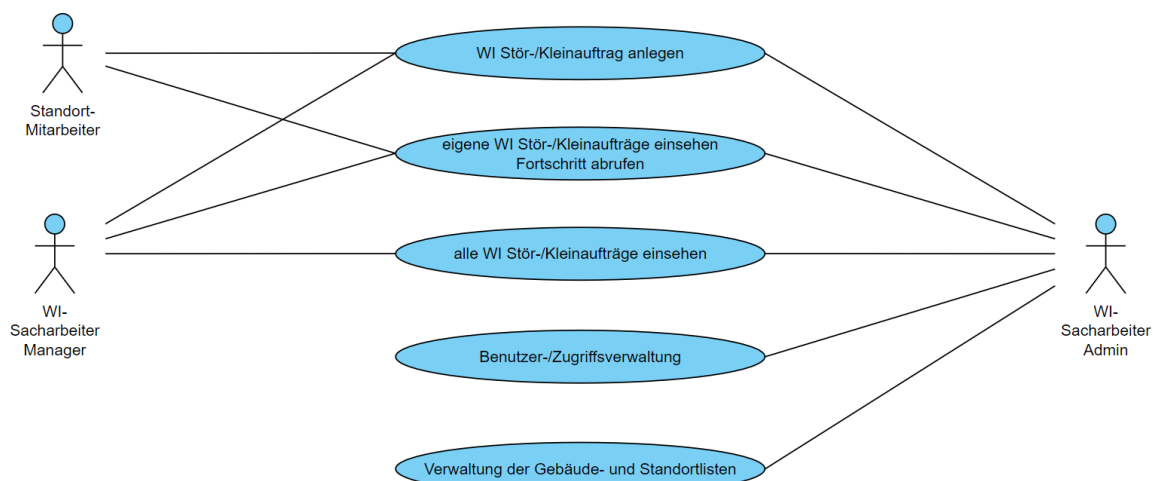 WI Stör-/Kleinauftrag anlegen
Standort-
Mitarbeiter
eigene WI Stör-/Kleinaufträge einsehen
Fortschritt abrufen
alle WI Stör-/Kleinaufträge einsehen
WI-
Sacharbeiter
Manager
WI-
Sacharbeiter
Admin
Benutzer-/Zugriffsverwaltung
Verwaltung der Gebäude- und Standortlisten